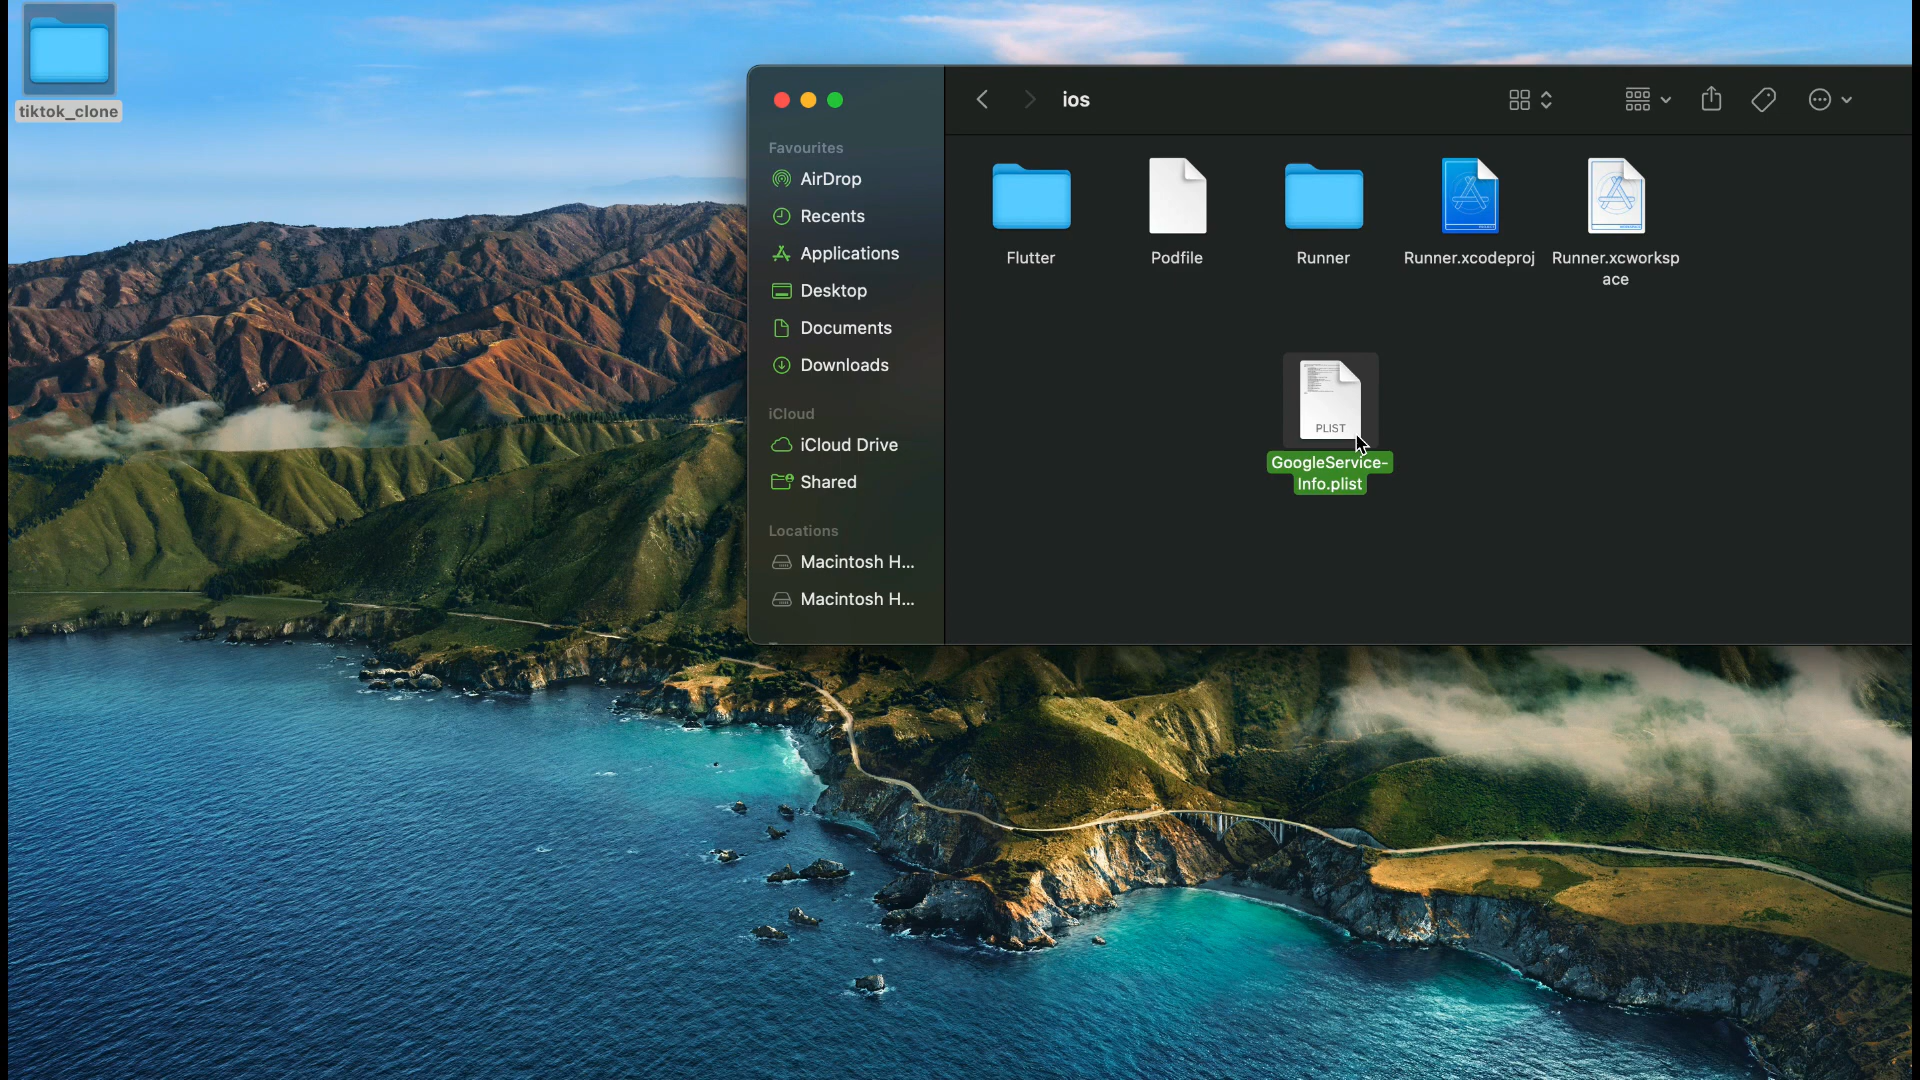 tiktok_clone
ios
Favourites
AirDrop
Recents
Applications
Desktop
Documents
Downloads
iCloud
iCloud Drive
Shared
Locations
Macintosh H...
Macintosh H...
Flutter
Podfile
Runner
Runner.xcodeproj
Runner.xcworksp
ace
PLIST
GoogleService-
Info.plist